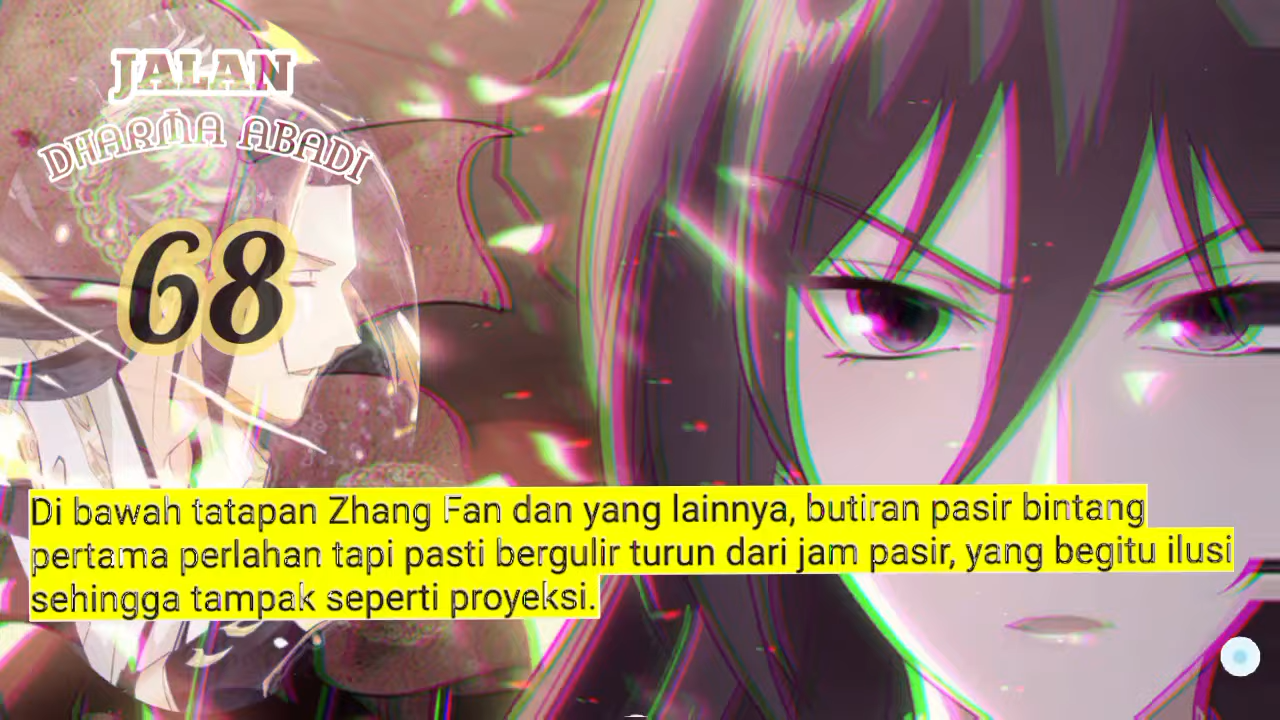 JALAN
DHARMA ABADI
68
Di bawah tatapan Zhang Fan dan yang lainnya, butiran pasir bintang
pertama perlahan tapi pasti bergulir turun dari jam pasir, yang begitu ilusi
sehingga tampak seperti proyeksi.